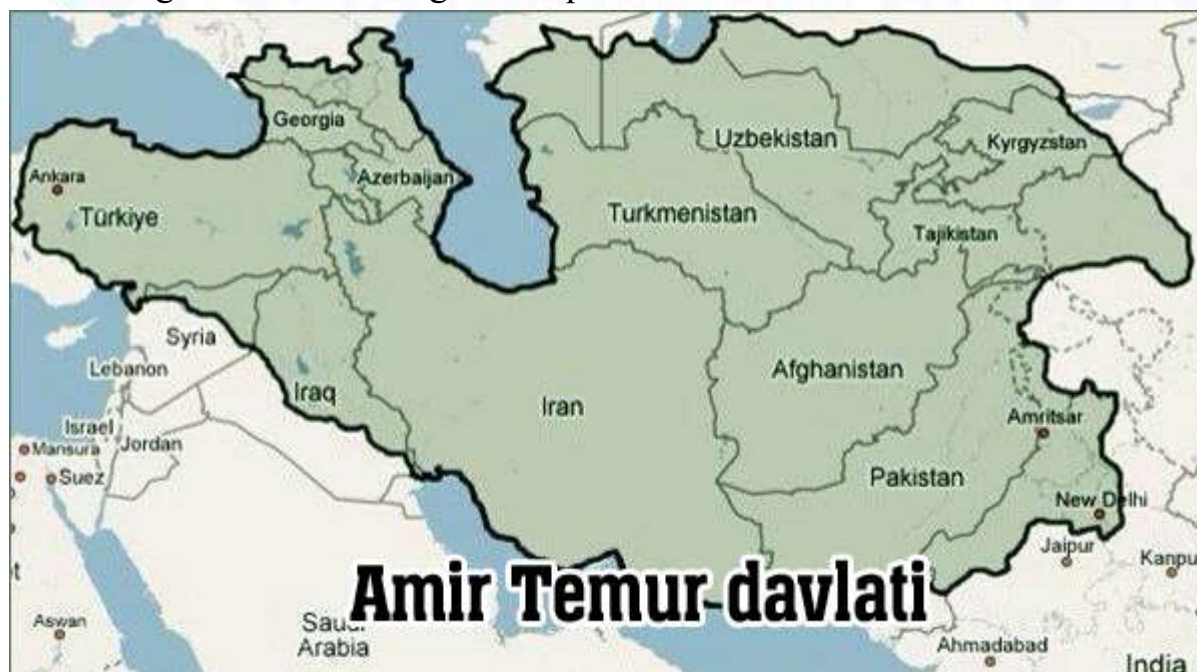 Georgia
Uzbekistan
Kyrgyzstan
Ankara
Azerbaijan
Türkiye
Turkmenistan
Tajikistan
Syria
Lebanon
Iraq
Iran
Afghanistan
Israel
Jordan
Amritsar
Mansura
Suez
Pakistan
New Delhi
Jaipur
Kanpu
Amir Temur davlati
Aswan
Saudi
Arabia
Ahmadabad
India